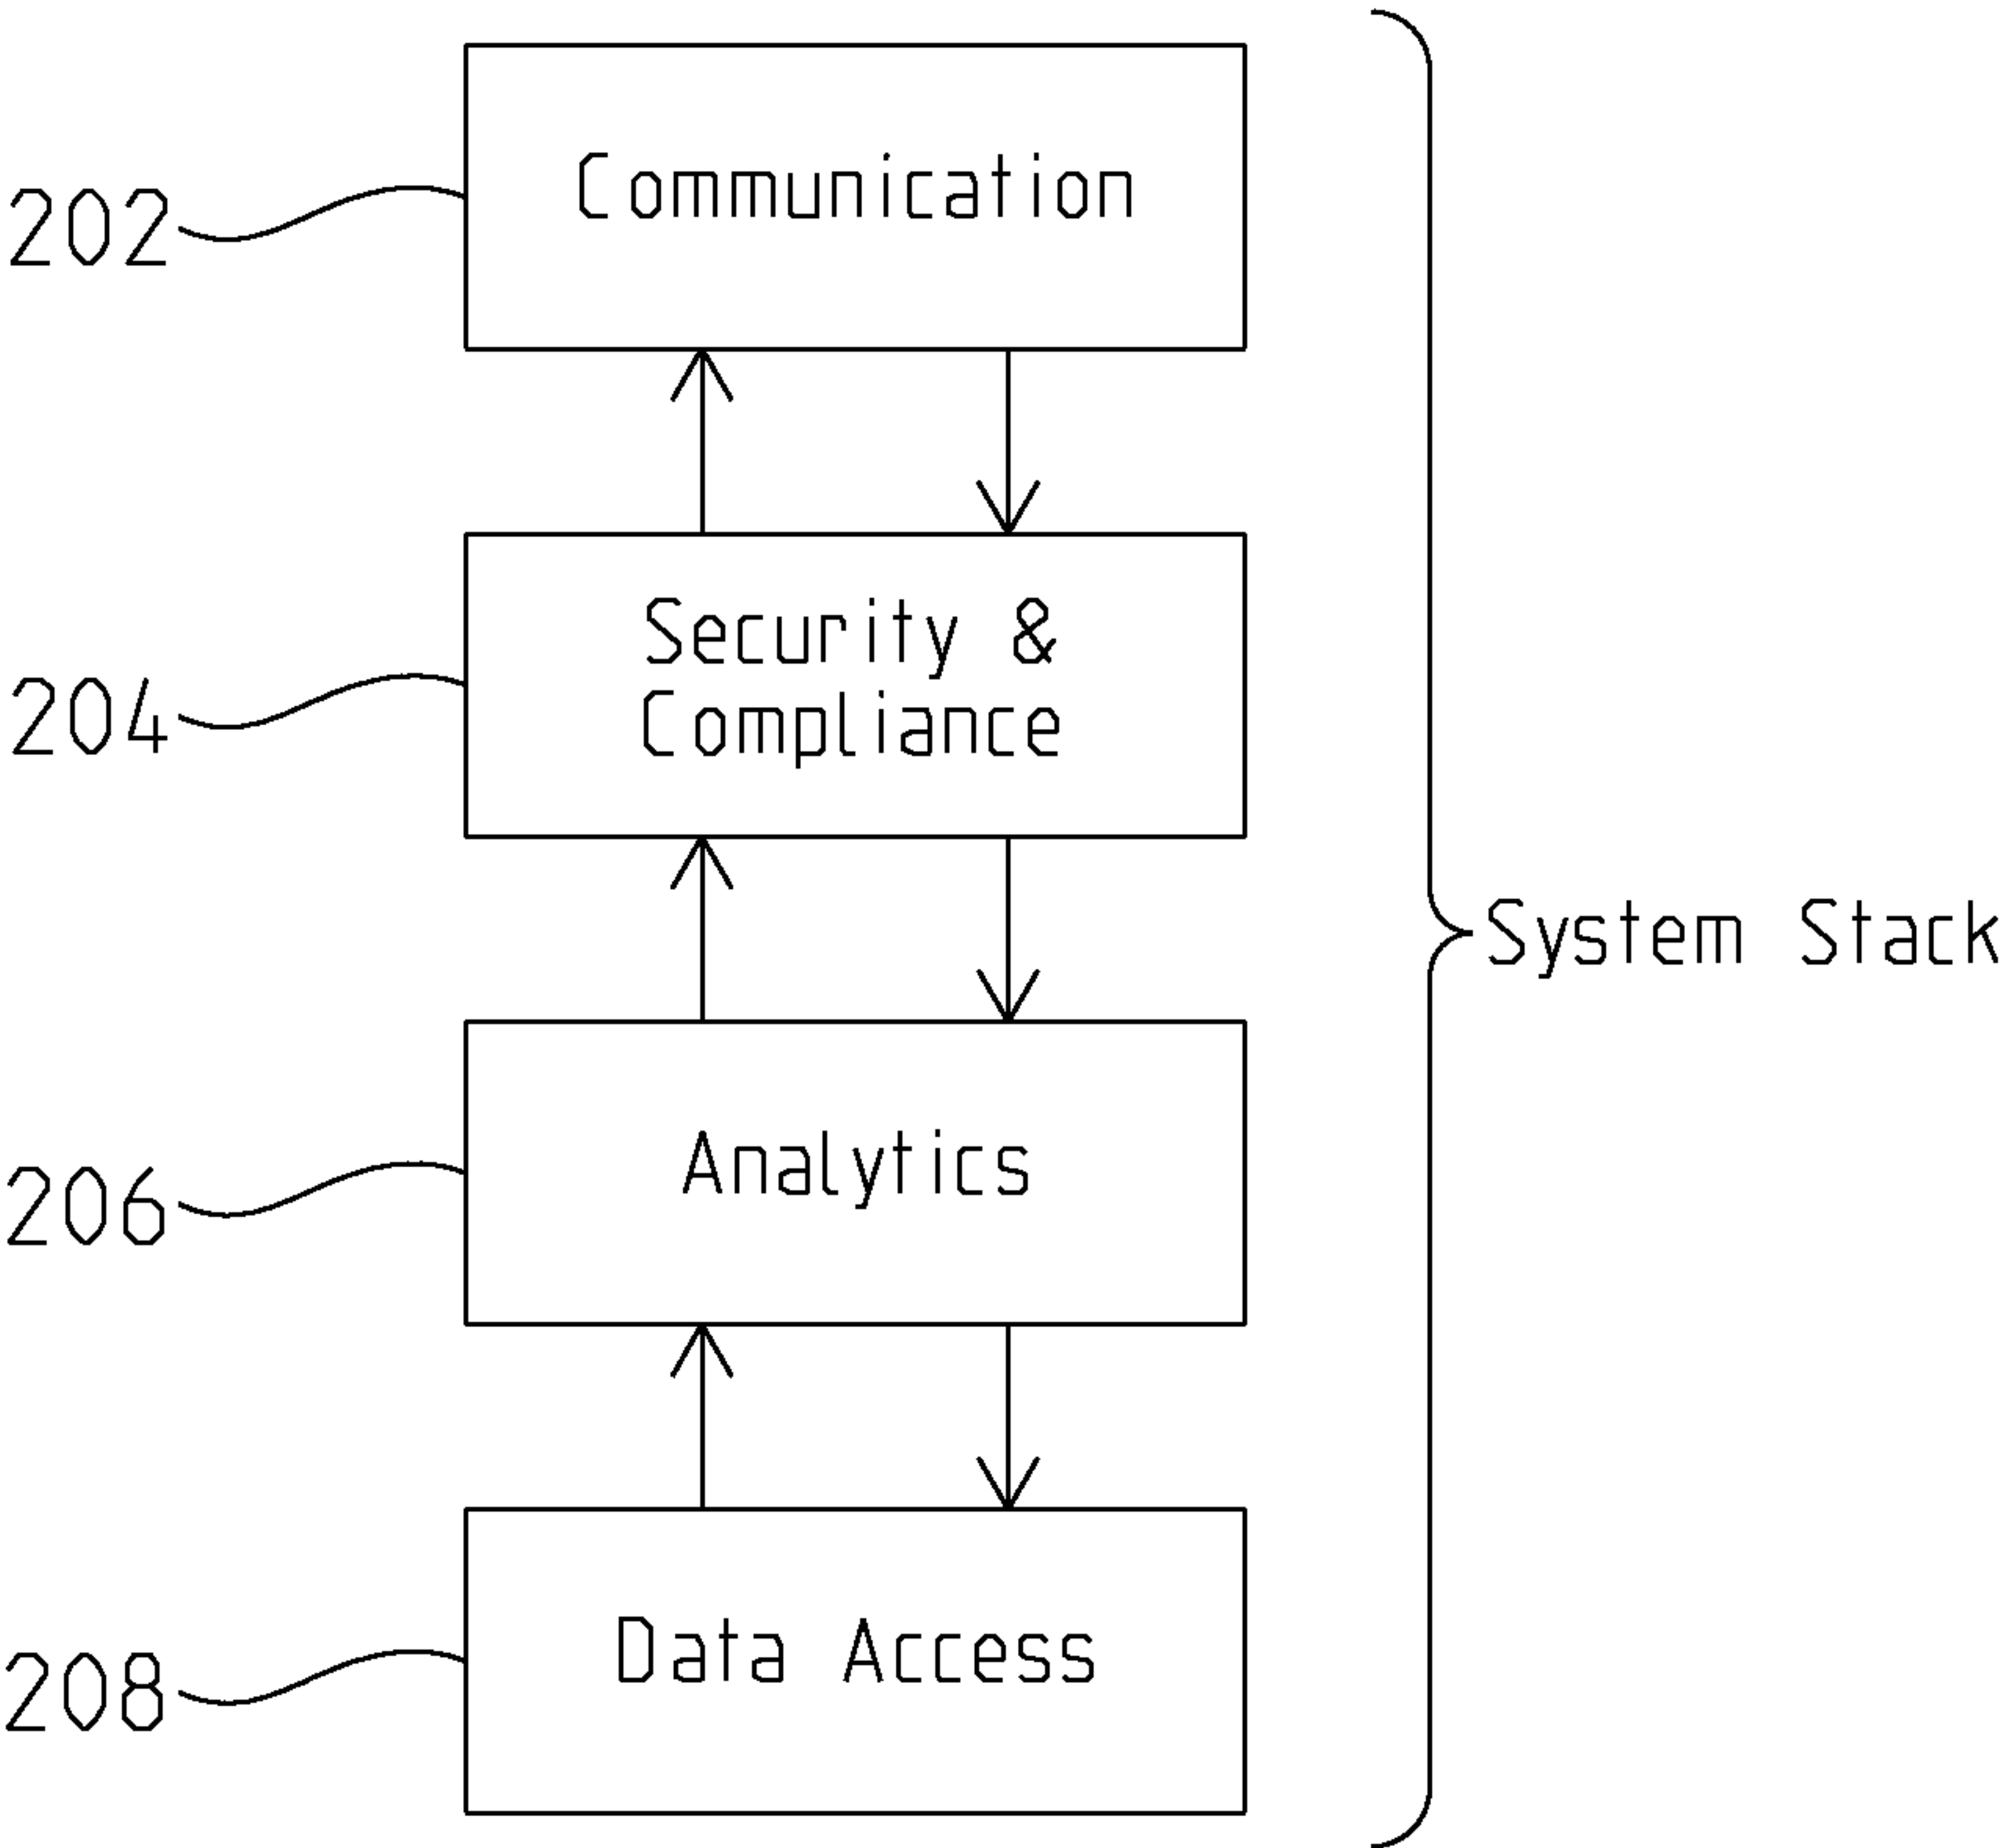 202
Communication
204
Security &
Compliance
System Stack
206
Analytics
208
Data Access